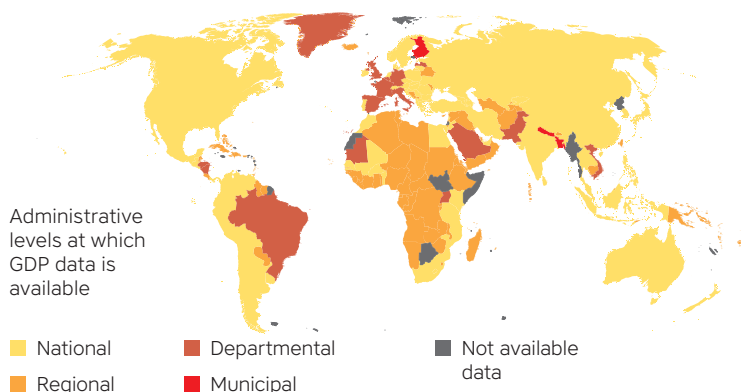 Administrative
levels at which
GDP data is
available
National
Departmental
Not available
data
Regional
Municipal